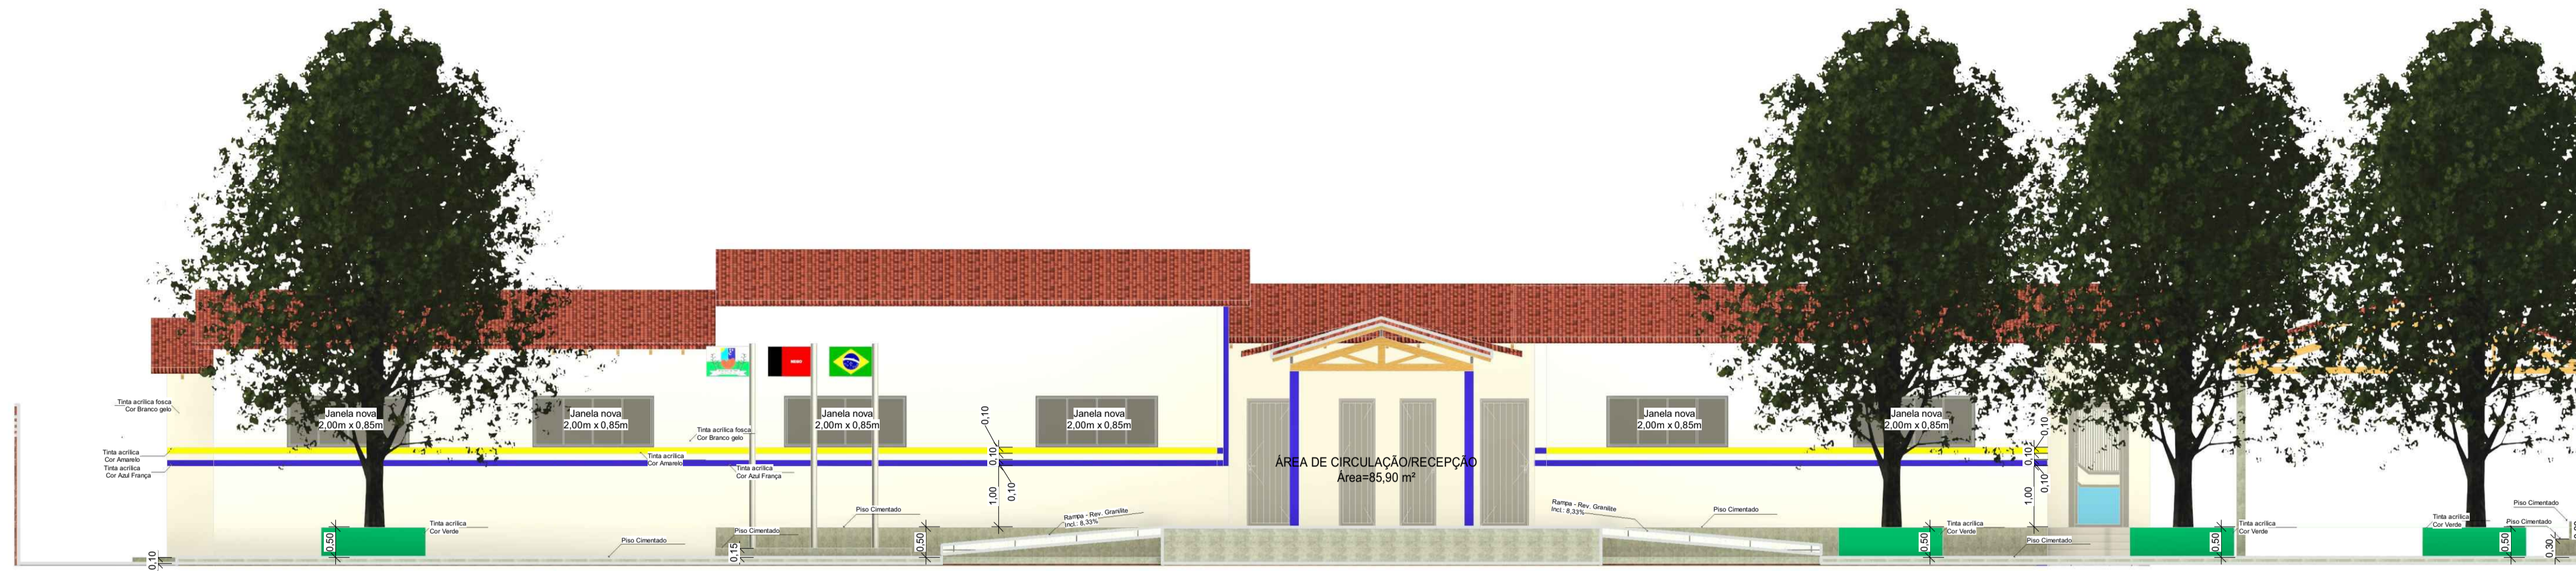 Tinta acrílica fosca
Cor Branco gelo
Tinta acrílica
Cor Amarelo
Tinta acrílica
Cor Azul França
0,10
Janela nova
2,00m x 0,85m
0,50
Tinta acrílica
Cor Verde
Janela nova
2,00m x 0,85m
Tinta acrílica
Cor Amarelo
Piso Cimentado
Tinta acrílica fosca
Cor Branco gelo
Tinta acrílica
Cor Azul França
Piso Cimentado
0,15
Janela nova
2,00m x 0,85m
Piso Cimentado
0,50
0,10
0,10
0,10
1,00
Janela nova
2,00m x 0,85m
Rampa - Rev. Granilite
Incl.: 8,33%
ÁREA DE CIRCULAÇÃO/RECEPÇÃO
Área=85,90 m²
Rampa - Rev. Granilite
Incl.: 8,33%
Janela nova
2,00m x 0,85m
Piso Cimentado
Janela nova
2,00m x 0,85m
0,50
Tinta acrílica
Cor Verde
0,10
0,10
0,10
1,00
Piso Cimentado
0,50
Tinta acrílica
Cor Verde
Tinta acrílica
Cor Verde
0,50
Piso Cimentado
Piso Cimentado
0,30